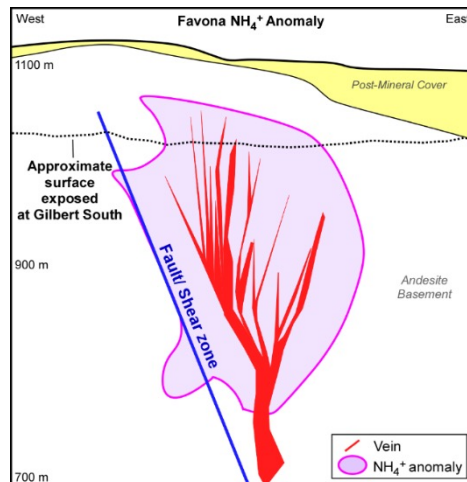 West
Favona NH₄⁺ Anomaly
East
1100 m
Post-Mineral Cover
Approximate
surface
exposed
at Gilbert South
Fault/ Shear zone
900 m
Andesite
Basement
700 m
Vein
NH₄⁺ anomaly